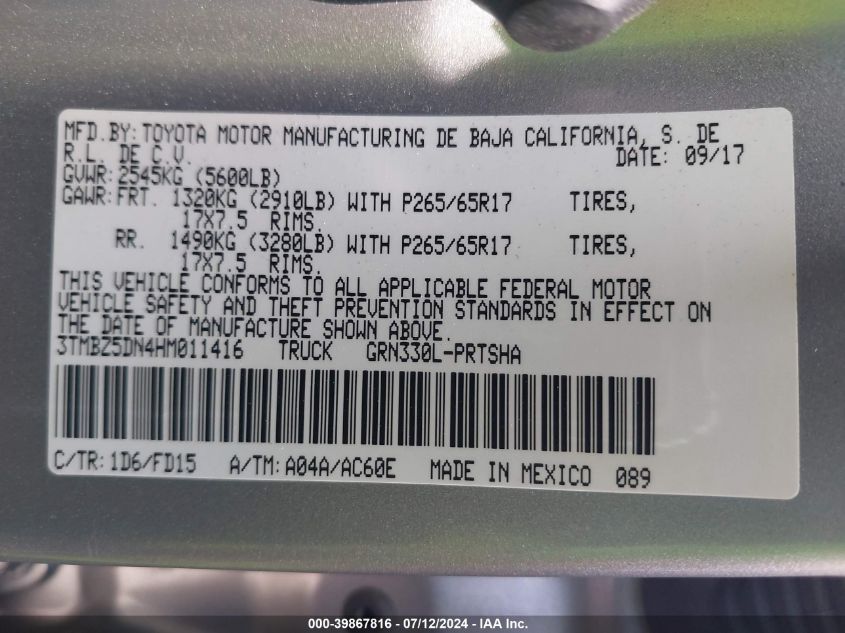 MFD.BY: TOYOTA MOTOR MANUFACTURING DE BAJA CALIFORNIA, S. DE
R.L. DE C.V. DATE: 09/17
GVWR: 2545KG (5600LB)
GAWR: FRT. 1320KG (2910LB) WITH P265/65R17 TIRES,
17X7.5 RIMS.
RR. 1490KG (3280LB) WITH P265/65R17 TIRES,
17X7.5 RIMS.
THIS VEHICLE CONFORMS TO ALL APPLICABLE FEDERAL MOTOR
VEHICLE SAFETY AND THEFT PREVENTION STANDARDS IN EFFECT ON
THE DATE OF MANUFACTURE SHOWN ABOVE.
3TMBZ5DN4HM011416 TRUCK GRN330L-PRTSHA
C/TR: 1D6/FD15 A/TM: A04A/AC60E MADE IN MEXICO 089
000-39867816 - 07/12/2024 - IAA Inc.